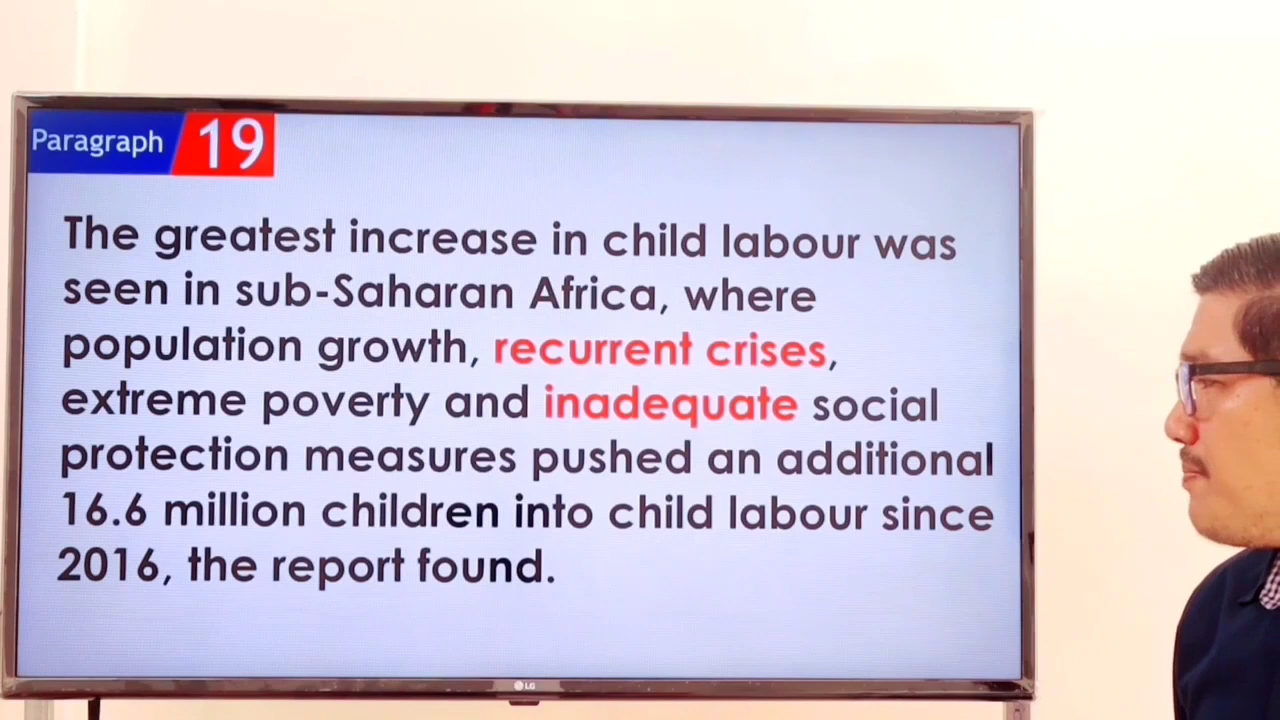 Paragraph 19
The greatest increase in child labour was
seen in sub-Saharan Africa, where
population growth, recurrent crises,
extreme poverty and inadequate social
protection measures pushed an additional
16.6 million children into child labour since
2016, the report found.
LG